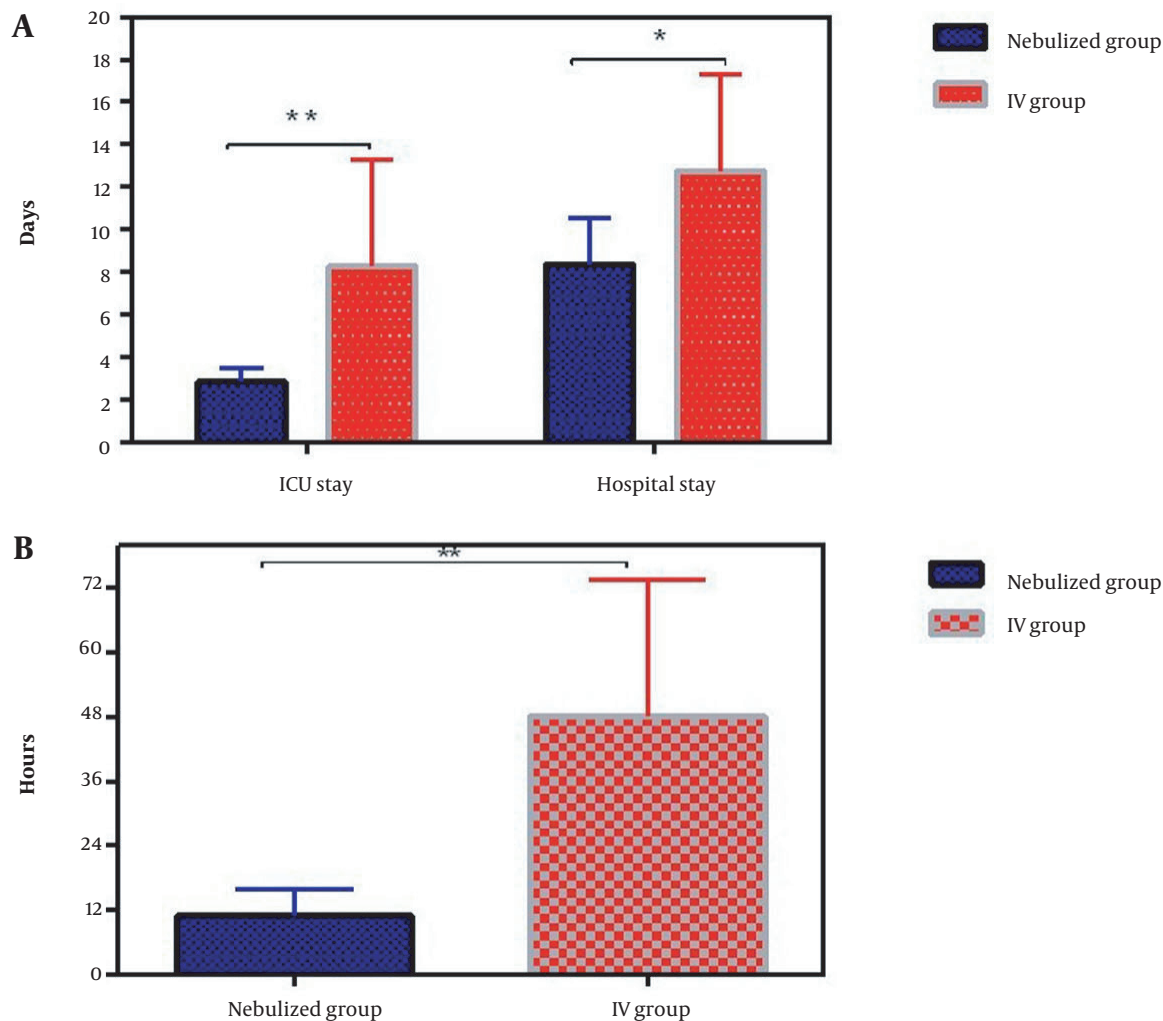 A
20
18
16
14
12
10
8
6
4
2
0
Days
**
*
ICU stay
Hospital stay
Nebulized group
IV group
B
72
60
48
36
24
12
0
Hours
**
Nebulized group
IV group
Nebulized group
IV group